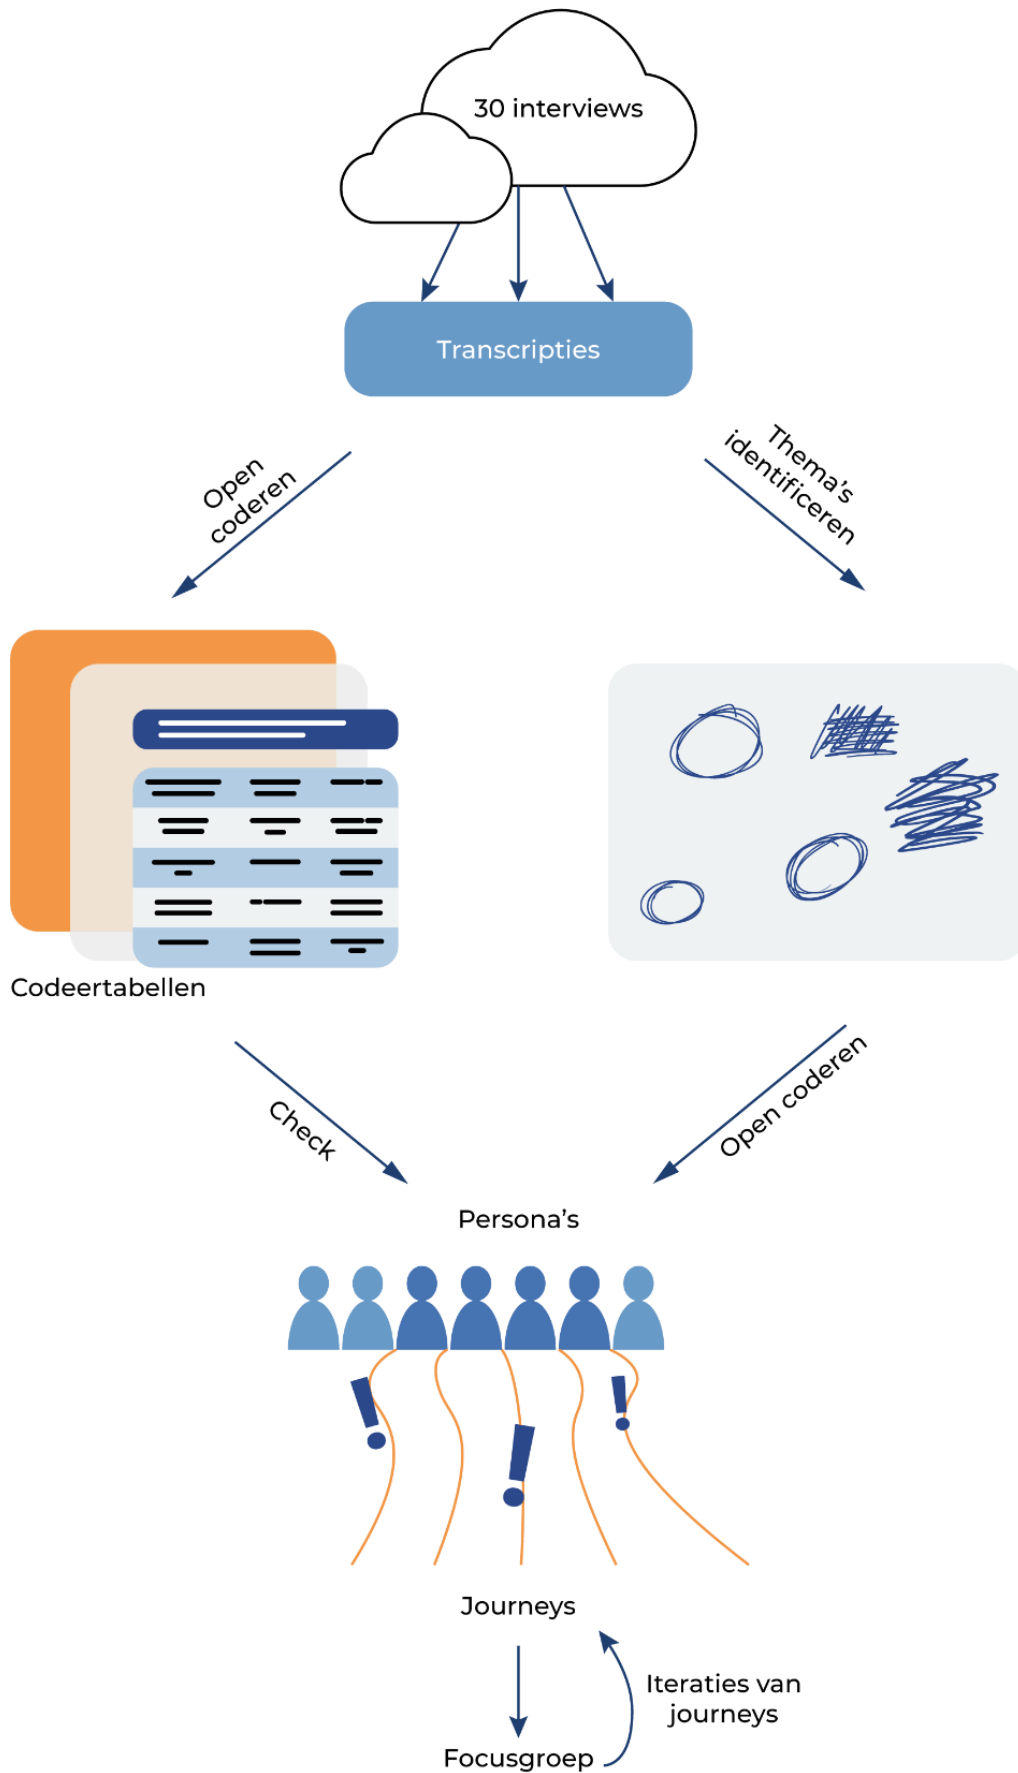 30 interviews
Transcripties
Open
coderen
Thema's
identificeren
Codeertabellen
Check
Open coderen
Persona's
Journeys
Iteraties van
journeys
Focusgroep